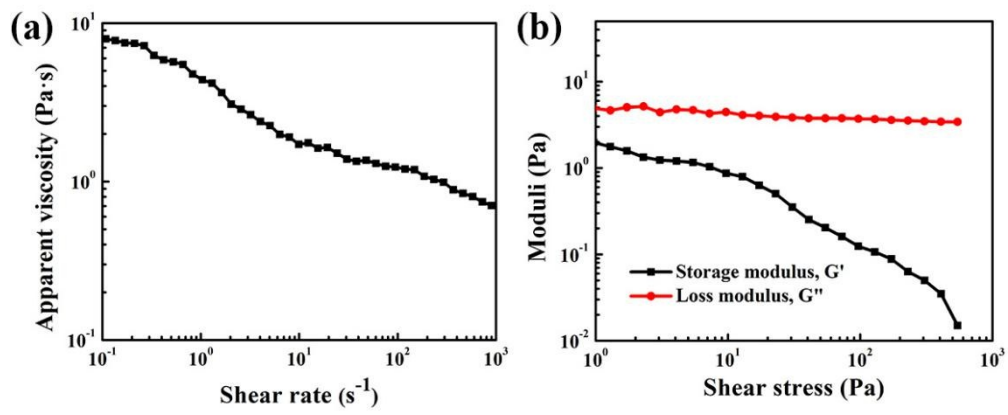 (a)
Apparent viscosity (Pa·s)
10¹
10⁰
10⁻¹
10⁻¹ 10⁰ 10¹ 10² 10³
Shear rate (s⁻¹)
(b)
Moduli (Pa)
10²
10¹
10⁰
10⁻¹
10⁻²
Storage modulus, G'
Loss modulus, G"
10⁰ 10¹ 10² 10³
Shear stress (Pa)